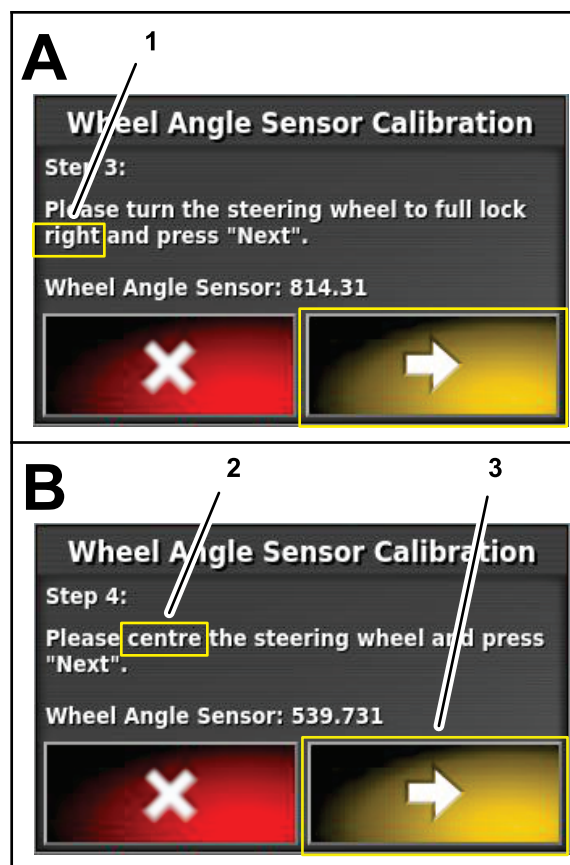 A
1
Wheel Angle Sensor Calibration
Step 3:
Please turn the steering wheel to full lock
right and press "Next".
Wheel Angle Sensor: 814.31
B
2
3
Wheel Angle Sensor Calibration
Step 4:
Please centre the steering wheel and press
"Next".
Wheel Angle Sensor: 539.731